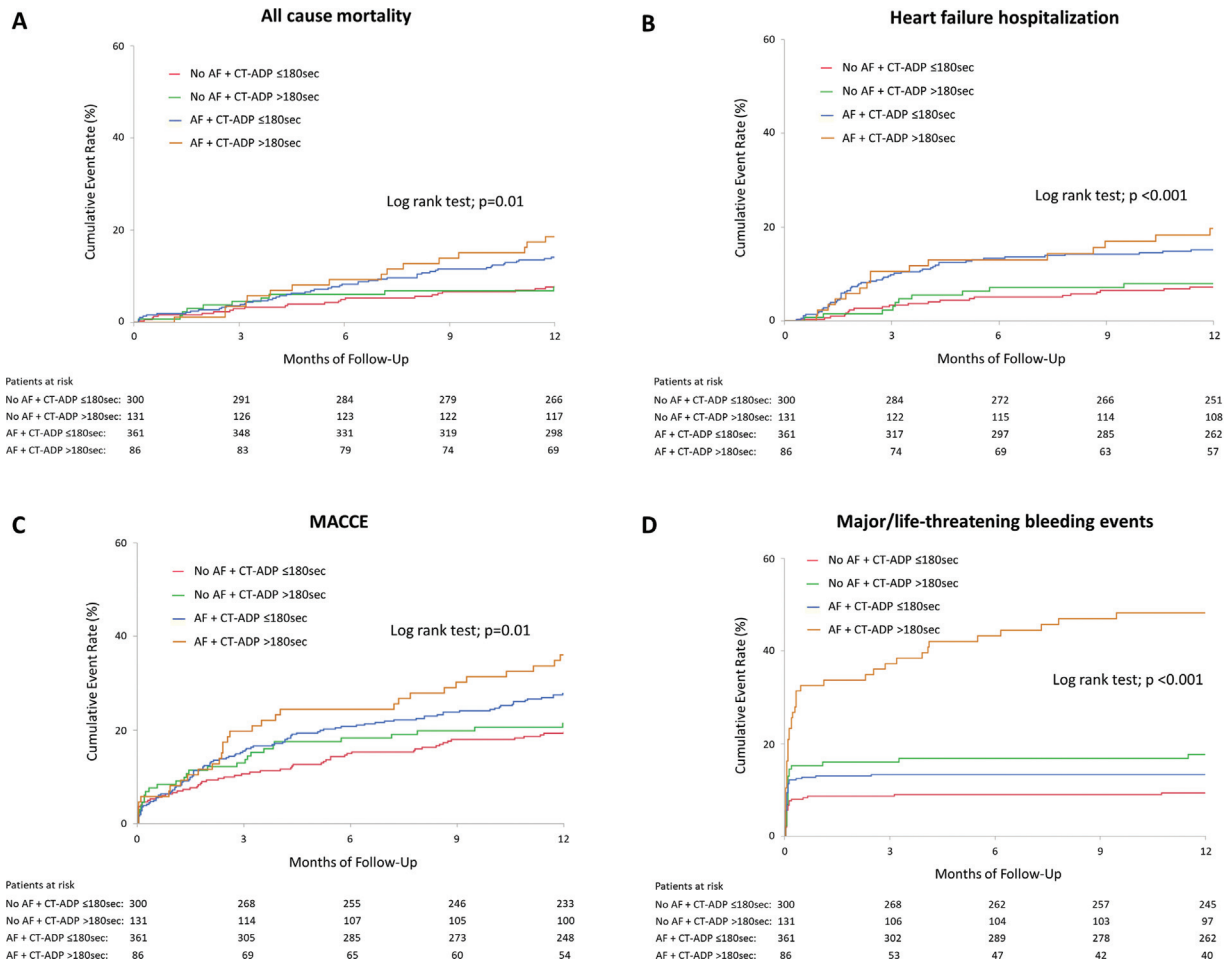 A
All cause mortality
60
40
20
0
Cumulative Event Rate (%)
No AF + CT-ADP ≤180sec
No AF + CT-ADP >180sec
AF + CT-ADP ≤180sec
AF + CT-ADP >180sec
Log rank test; p=0.01
3 6 9 12
Months of Follow-Up
Patients at risk
No AF + CT-ADP ≤180sec: 300 291 284 279 266
No AF + CT-ADP >180sec: 131 126 123 122 117
AF + CT-ADP ≤180sec: 361 348 331 319 298
AF + CT-ADP >180sec: 86 83 79 74 69
B
Heart failure hospitalization
60
40
20
0
Cumulative Event Rate (%)
No AF + CT-ADP ≤180sec
No AF + CT-ADP >180sec
AF + CT-ADP ≤180sec
AF + CT-ADP >180sec
Log rank test; p <0.001
0 3 6 9 12
Months of Follow-Up
Patients at risk
No AF + CT-ADP ≤180sec: 300 284 272 266 251
No AF + CT-ADP >180sec: 131 122 115 114 108
AF + CT-ADP ≤180sec: 361 317 297 285 262
AF + CT-ADP >180sec: 86 74 69 63 57
C
MACCE
60
40
20
0
Cumulative Event Rate (%)
No AF + CT-ADP ≤180sec
No AF + CT-ADP >180sec
AF + CT-ADP ≤180sec
AF + CT-ADP >180sec
Log rank test; p=0.01
0 3 6 9 12
Months of Follow-Up
Patients at risk
No AF + CT-ADP ≤180sec: 300 268 255 246 233
No AF + CT-ADP >180sec: 131 114 107 105 100
AF + CT-ADP ≤180sec: 361 305 285 273 248
AF + CT-ADP >180sec: 86 69 65 60 54
D
Major/life-threatening bleeding events
60
40
20
0
Cumulative Event Rate (%)
No AF + CT-ADP ≤180sec
No AF + CT-ADP >180sec
AF + CT-ADP ≤180sec
AF + CT-ADP >180sec
Log rank test; p <0.001
0 3 6 9 12
Months of Follow-Up
Patients at risk
No AF + CT-ADP ≤180sec: 300 268 262 257 245
No AF + CT-ADP >180sec: 131 106 104 103 97
AF + CT-ADP ≤180sec: 361 302 289 278 262
AF + CT-ADP >180sec: 86 53 47 42 40